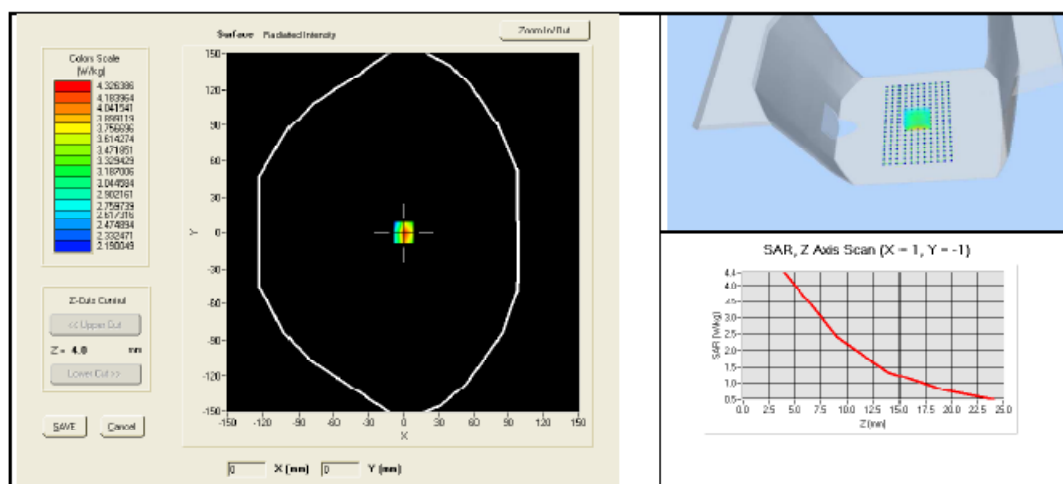 Surface Radiated Intensity
Zoom In/Out
Colors Scale
(W/kg)
4.326386
4.183964
4.041541
3.899119
3.756696
3.614274
3.471851
3.329429
3.187006
3.044584
2.902161
2.759739
2.617316
2.474894
2.332471
2.190049
Z-Cuts Control
<< Upper Cut
Z = 4.0 mm
Lower Cut >>
SAVE Cancel
150
120
90
60
30
0
-30
-60
-90
-120
-150
Y
-150 -120 -90 -60 -30 0 30 60 90 120 150
X
0 X (mm) 0 Y (mm)
SAR, Z Axis Scan (X = 1, Y = -1)
SAR (W/kg)
4.4
3.5
3.0
2.5
2.0
1.5
1.0
0.5
0.0 2.5 5.0 7.5 10.0 12.5 15.0 17.5 20.0 22.5 25.0
Z (mm)